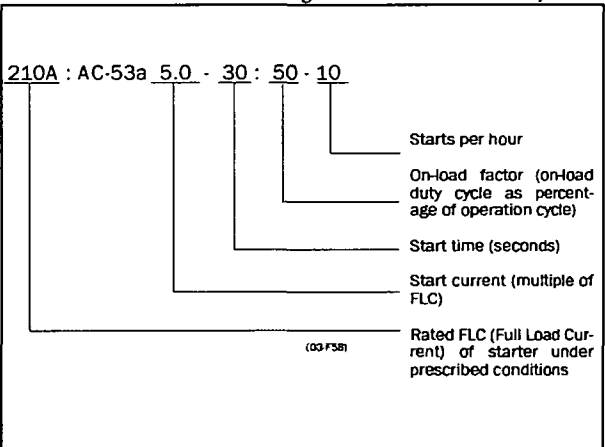 210A : AC-53a 5.0 - 30 : 50 - 10
Starts per hour
On-load factor (on-load
duty cycle as percent-
age of operation cycle)
Start time (seconds)
Start current (multiple of
FLC)
Rated FLC (Full Load Cur-
rent) of starter under
prescribed conditions
(03-F5B)